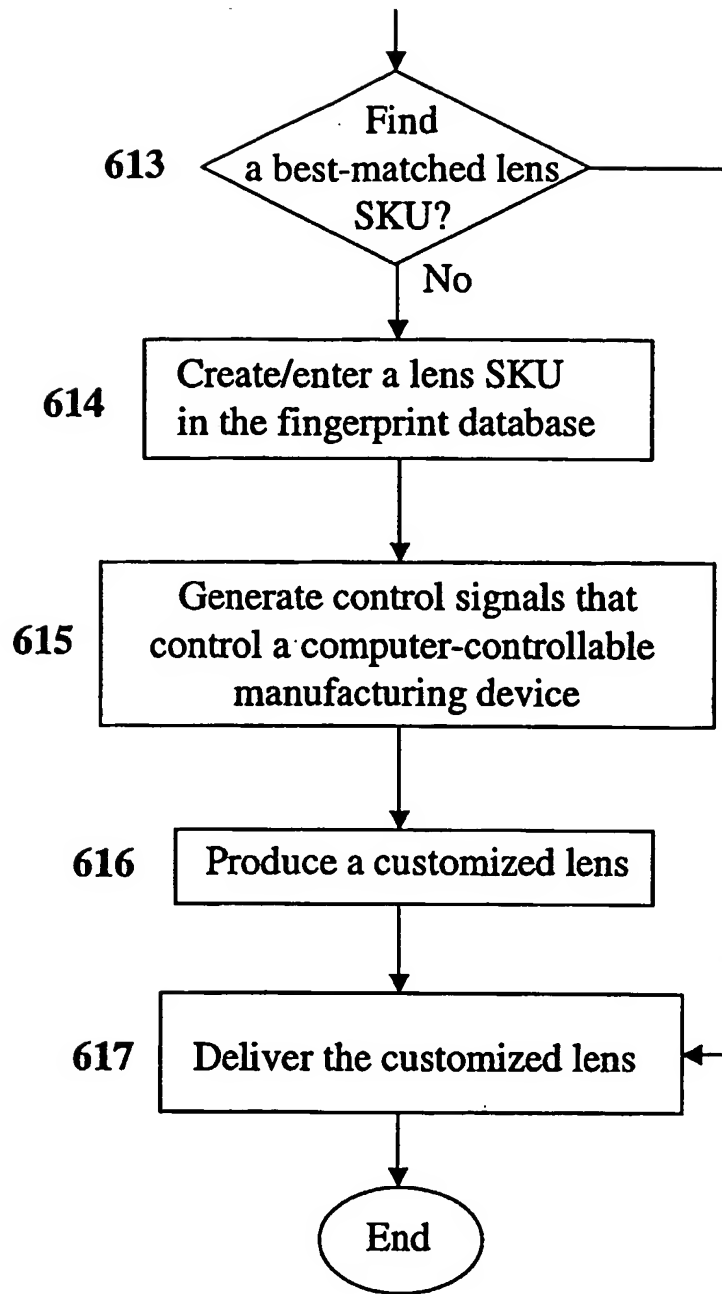 613
Find
a best-matched lens
SKU?
No
614
Create/enter a lens SKU
in the fingerprint database
615
Generate control signals that
control a computer-controllable
manufacturing device
616
Produce a customized lens
617
Deliver the customized lens
End